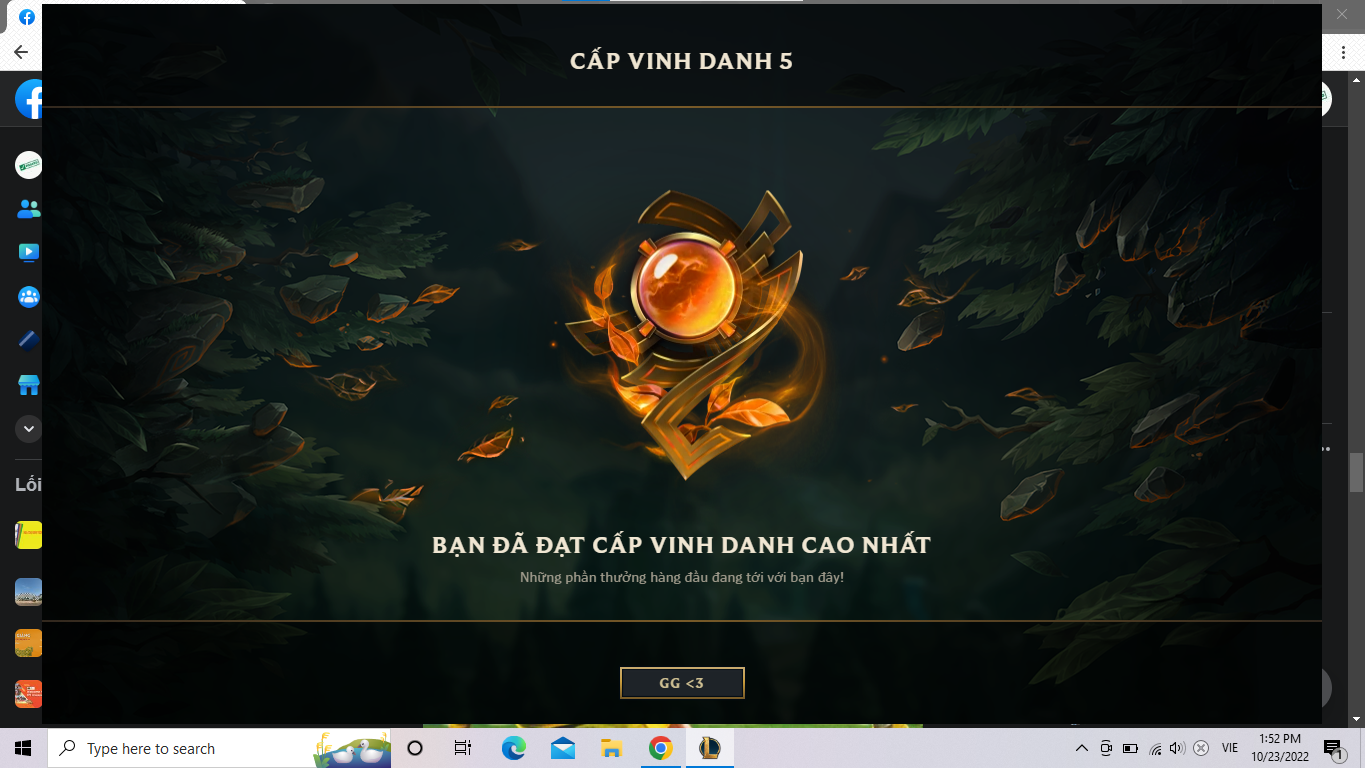 CẤP VINH DANH 5
Lối
BẠN ĐÃ ĐẠT CẤP VINH DANH CAO NHẤT
Những phần thưởng hàng đầu đang tới với bạn đây!
GG <3
Type here to search
VIE
1:52 PM
10/23/2022
1